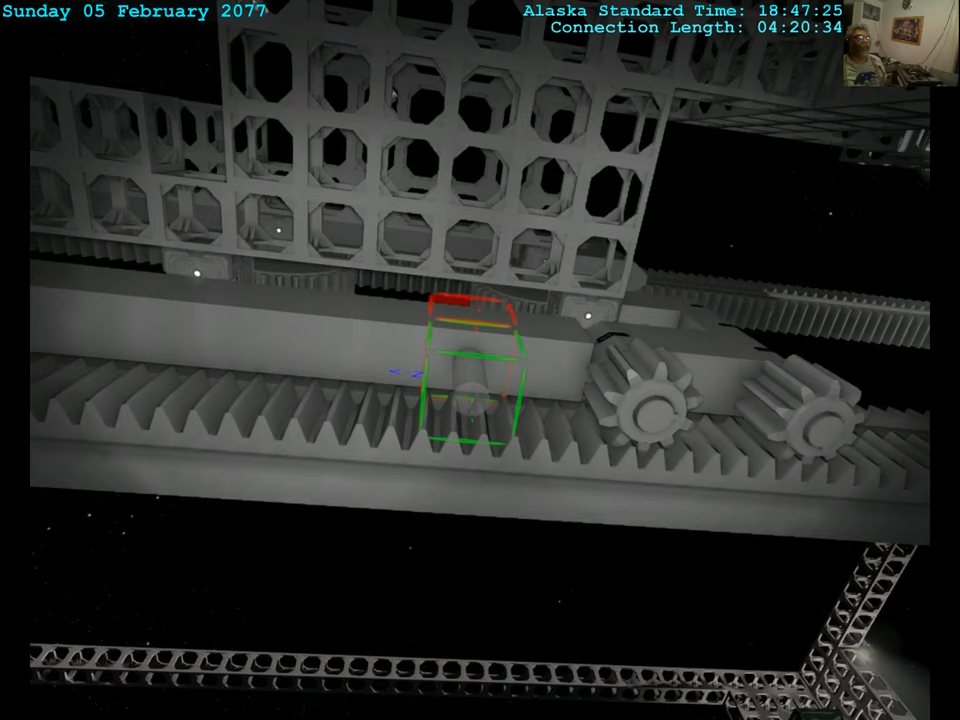 Sunday 05 February 2077
Alaska Standard Time: 18:47:25
Connection Length: 04:20:34